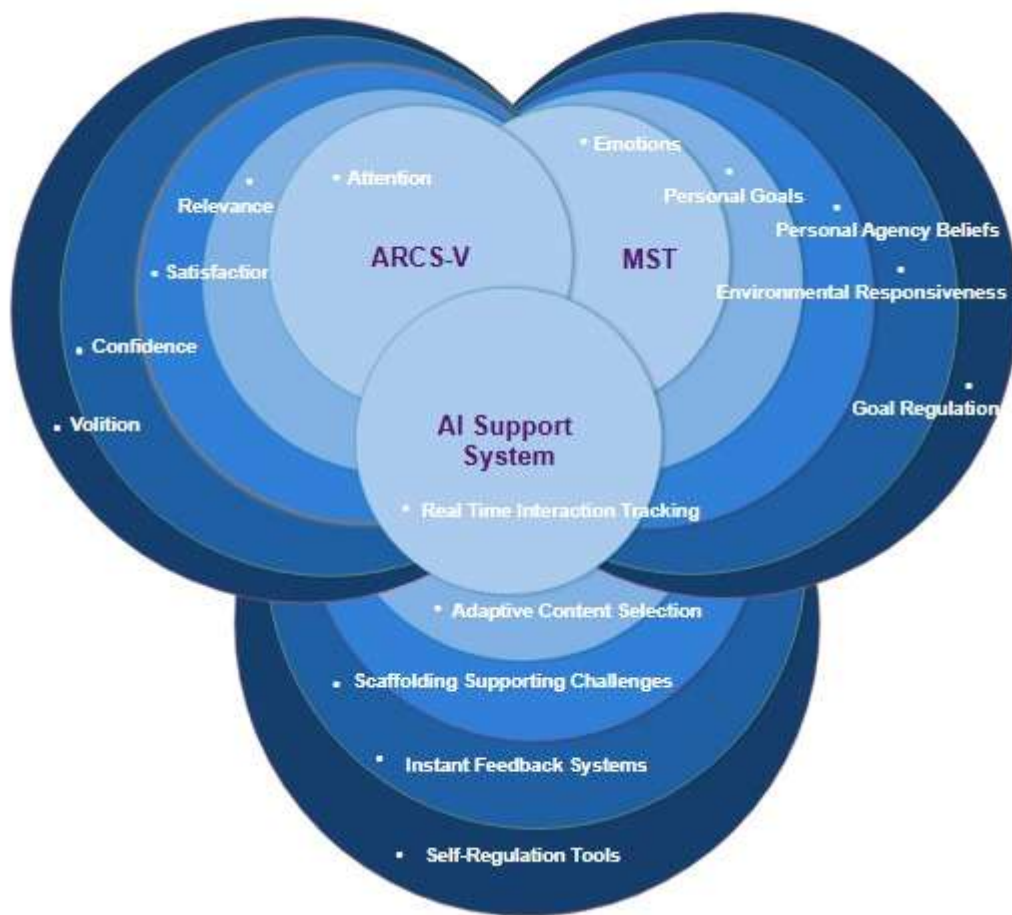 Emotions
Attention
Personal Goals
Relevance
Personal Agency Beliefs
ARCS-V
MST
Satisfaction
Environmental Responsiveness
Confidence
Goal Regulation
Volition
AI Support
System
Real Time Interaction Tracking
Adaptive Content Selection
Scaffolding Supporting Challenges
Instant Feedback Systems
Self-Regulation Tools